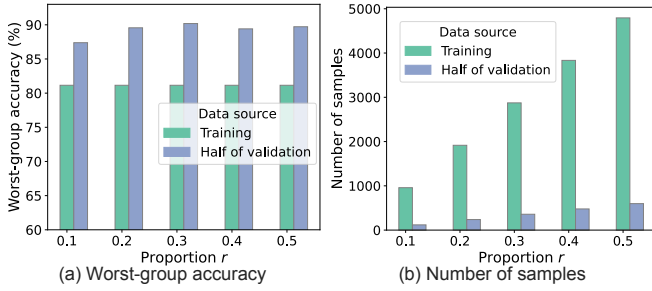 Worst-group accuracy (%)
90
85
80
75
70
65
60
Data source
Training
Half of validation
0.1 0.2 0.3 0.4 0.5
Proportion r
(a) Worst-group accuracy
Number of samples
5000
4000
3000
2000
1000
0
Data source
Training
Half of validation
0.1 0.2 0.3 0.4 0.5
Proportion r
(b) Number of samples